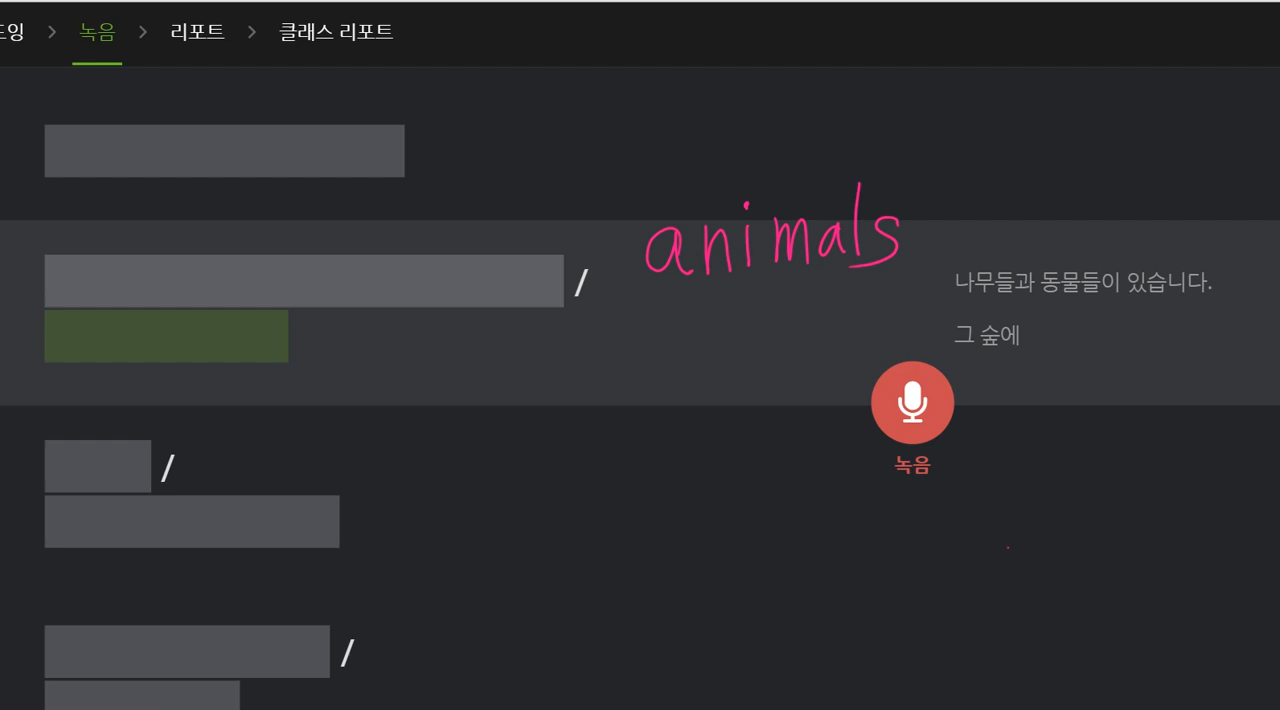 녹음 > 리포트 > 클래스 리포트
animals
/
나무들과 동물들이 있습니다.
그 숲에
녹음
/
/